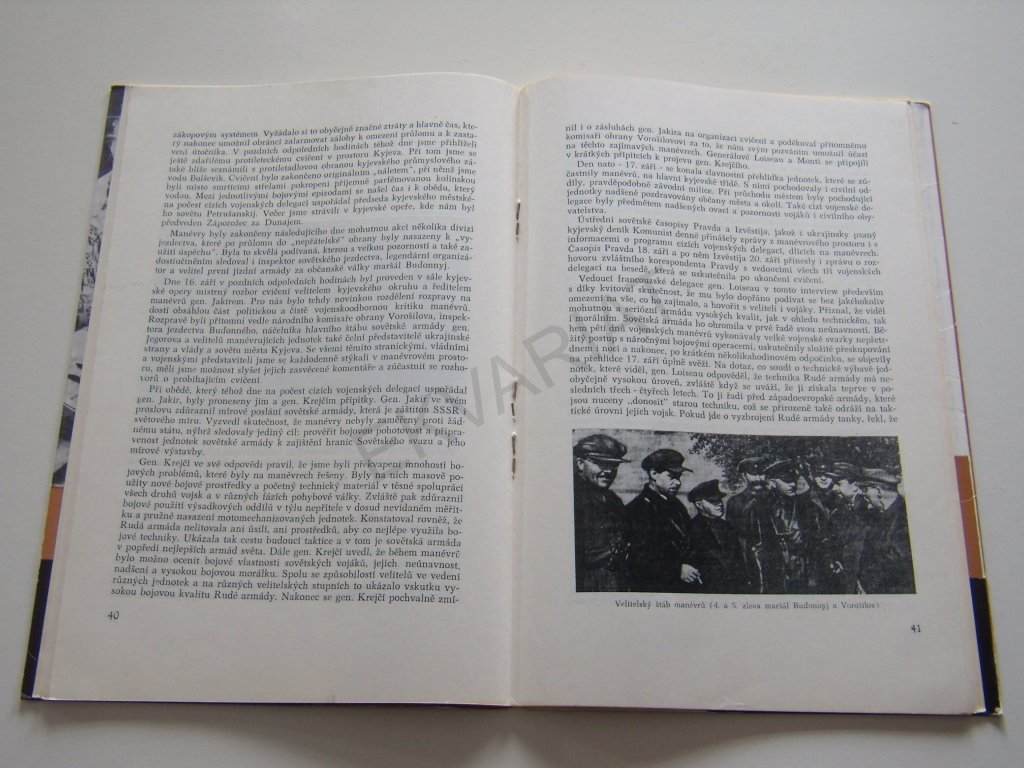 zákopovým systémem. Vyžádalo si to obyčejně značné ztráty a hlavně čas, kte-
rý nakonec umožnil obránci zalarmovat zálohy k omezení průlomu a k zasta-
vení útočníka. V pozdních odpoledních hodinách téhož dne jsme přihlíželi
ještě zdařilému protileteckému cvičení v prostoru Kyjeva. Při tom jsme se
také blíže seznámili s protiletadlovou obranou kyjevského průmyslového zá-
vodu Bolševik. Cvičení bylo zakončeno originálním „náletem", při němž jsme
byli místo smrtícími střelami pokropeni příjemně parfémovanou kolínskou
vodou. Mezi jednotlivými bojovými epizodami se našel čas i k obědu, který
na počest cizích vojenských delegací uspořádal předseda kyjevského městské-
ho sovětu Petrušanskij. Večer jsme strávili v kyjevské opeře, kde nám byl
předveden Záporožec za Dunajem.
Manévry byly zakončeny následujícího dne mohutnou akcí několika divizí
jezdectva, které po průlomu do „nepřátelské" obrany byly nasazeny k „vy-
užití úspěchu". Byla to skvělá podívaná, kterou s velkou pozorností a také za-
dostiučiněním sledoval i inspektor sovětského jezdectva, legendární organizá-
tor a velitel první jízdní armády za občanské války maršál Budonnyj.
Dne 16. září v pozdních odpoledních hodinách byl proveden v sále kyjev-
ské opery mistrný rozbor cvičení velitelem kyjevského okruhu a ředitelem
manévrů gen. Jakirem. Pro nás bylo tehdy novinkou rozdělení rozpravy na
dosti obsáhlou část politickou a čistě vojenskoodbornou kritiku manévrů.
Rozpravě byli přítomni vedle národního komisaře obrany Vorošilova, inspek-
tora jezdectva Budonného, náčelníka hlavního štábu sovětské armády gen.
Jegorova a velitelů manévrujících jednotek také čelní představitelé ukrajinské
strany a vlády a sovětu města Kyjeva. Se všemi těmito stranickými, vládními
a vojenskými představiteli jsme se každodenně stýkali v manévrovém prosto-
ru, měli jsme možnost slyšet jejich zasvěcené komentáře a zúčastnit se rozho-
vorů o probíhajícím cvičení.
Při obědě, který téhož dne na počest cizích vojenských delegací uspořádal
gen. Jakir, byly proneseny jím a gen. Krejčím přípitky. Gen. Jakir ve svém
proslovu zdůraznil mírové poslání sovětské armády, která je záštitou SSSR i
světového míru. Vyzvedl skutečnost, že manévry nebyly zaměřeny proti žád-
nému státu, nýbrž sledovaly jediný cíl: prověřit bojovou pohotovost a připra-
venost jednotek sovětské armády k zajištění hranic Sovětského svazu a jeho
mírové výstavby.
Gen. Krejčí ve své odpovědi pravil, že jsme byli překvapeni mnohostí bo-
jových problémů, které byly na manévrech řešeny. Byly na nich masově po-
užity nové bojové prostředky a početný technický materiál v těsné spolupráci
všech druhů vojsk a v různých fázích pohybové války. Zvláště pak zdůraznil
bojové použití výsadkových oddílů v týlu nepřítele v dosud nevídaném měřít-
ku a pružné nasazení motomechanizovaných jednotek. Konstatoval rovněž, že
Rudá armáda nelitovala ani úsilí, ani prostředků, aby co nejlépe využila bo-
jové techniky. Ukázala tak cestu budoucí taktice a v tom je sovětská armáda
v popředí nejlepších armád světa. Dále gen. Krejčí uvedl, že během manévrů
bylo možno ocenit bojové vlastnosti sovětských vojáků, jejich neúnavnost,
nadšení a vysokou bojovou morálku. Spolu se způsobilostí velitelů ve vedení
různých jednotek a na různých velitelských stupních to ukázalo vskutku vy-
sokou bojovou kvalitu Rudé armády. Nakonec se gen. Krejčí pochvalně zmí-
40
nil i o zásluhách gen. Jakira na organizaci cvičení a poděkoval přítomnému
komisaři obrany Vorošilovi za to, že nám svým pozváním umožnil účast
na těchto zajímavých manévrech. Generálové Loiseau a Monti se připojili
v krátkých přípitcích k projevu gen. Krejčího.
Den nato - 17. září - se konala slavnostní přehlídka jednotek, které se zú-
častnily manévrů, na hlavní kyjevské třídě. S nimi pochodovaly i civilní od-
díly, pravděpodobně závodní milice. Při průchodu městem byly pochodující
jednotky nadšeně pozdravovány občany města a okolí. Také cizí vojenské de-
legace byly předmětem nadšených ovací a pozornosti vojáků i civilního oby-
vatelstva.
Ústřední sovětské časopisy Pravda a Izvěstija, jakož i ukrajinsky psaný
kyjevský deník Komunist denně přinášely zprávy z manévrového prostoru i s
informacemi o programu cizích vojenských delegací, dlících na manévrech.
Časopis Pravda 18. září a po něm Izvěstija 20. září přinesly i zprávu o roz-
hovoru zvláštního korespondenta Pravdy s vedoucími všech tří vojenských
delegací na besedě, která se uskutečnila po ukončení cvičení.
Vedoucí francouzské delegace gen. Loiseau v tomto interview především
s díky kvitoval skutečnost, že mu bylo dopřáno podívat se bez jakéhokoliv
omezení na vše, co ho zajímalo, a hovořit s veliteli i vojáky. Přiznal, že viděl
mohutnou a seriózní armádu vysokých kvalit, jak v ohledu technickém, tak
i morálním. Sovětská armáda ho ohromila v prvé řadě svou neúnavností. Bě-
hem pěti dnů vojenských manévrů vykonávaly velké vojenské svazky nepřetr-
žitý postup s náročnými bojovými operacemi, uskutečnily složité přeskupování
ve dne i v noci a nakonec, po krátkém několikahodinovém odpočinku, se objevily
na přehlídce 17. září úplně svěží. Na dotaz, co soudí o technické výbavě jed-
notek, které viděl, gen. Loiseau odpověděl, že technika Rudé armády má ne-
obyčejně vysokou úroveň, zvláště když se uváží, že ji získala teprve v po-
sledních třech - čtyřech letech. To ji řadí před západoevropské armády, které
jsou nuceny „donosit" starou techniku, což se přirozeně také odráží na tak-
tické úrovni jejich vojsk. Pokud jde o vyzbrojení Rudé armády tanky, řekl, že
Velitelský štáb manévrů (4. a 5. zleva maršál Budonnyj a Vorošilov)
41